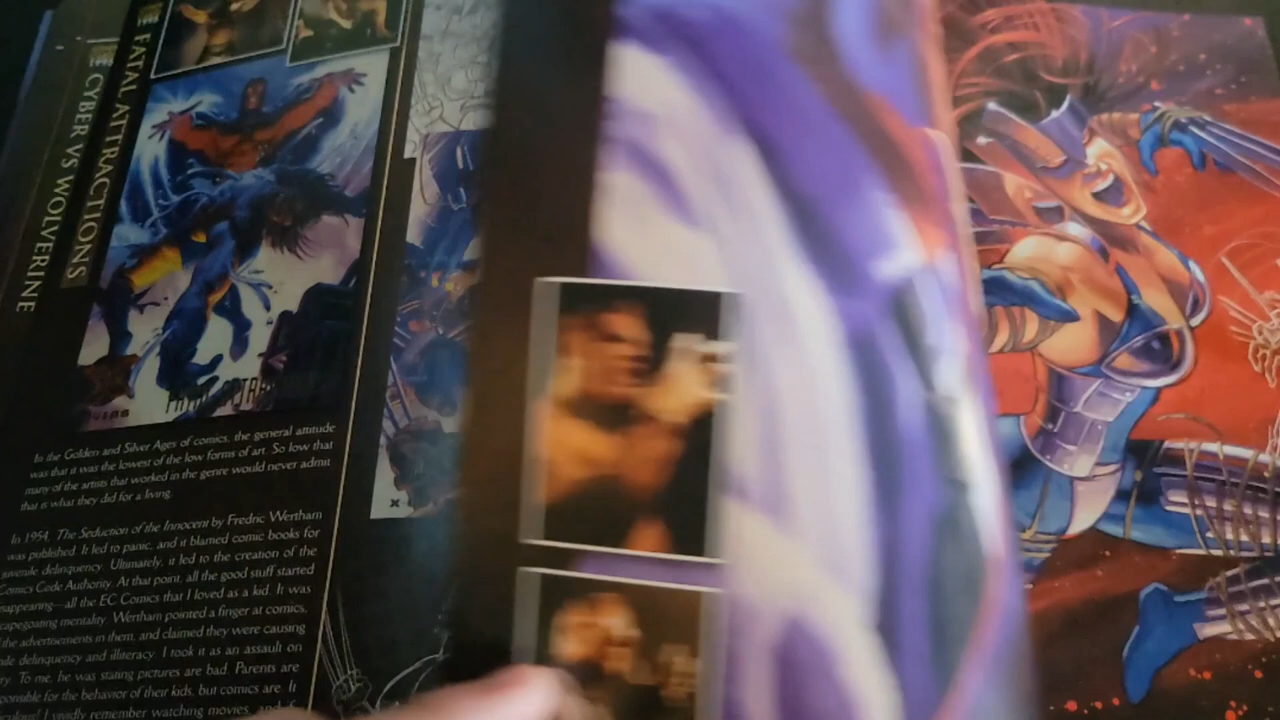 FATAL ATTRACTIONS
CYBER VS WOLVERINE
In the Golden and Silver Ages of comics, the general attitude
was that it was the lowest of the low forms of art. So low that
many of the artists that worked in the genre would never admit
that is what they did for a living.
In 1954, The Seduction of the Innocent by Fredric Wertham
was published. It led to panic, and it blamed comic books for
juvenile delinquency. Ultimately, it led to the creation of the
Comics Code Authority. At that point, all the good stuff started
sappearing—all the EC Comics that I loved as a kid. It was
capegoating mentality. Wertham pointed a finger at comics,
the advertisements in them, and claimed they were causing
ile delinquency and illiteracy. I took it as an assault on
ry. To me, he was stating pictures are bad. Parents are
ponsible for the behavior of their kids, but comics are. It
iculous! I vividly remember watching movies,